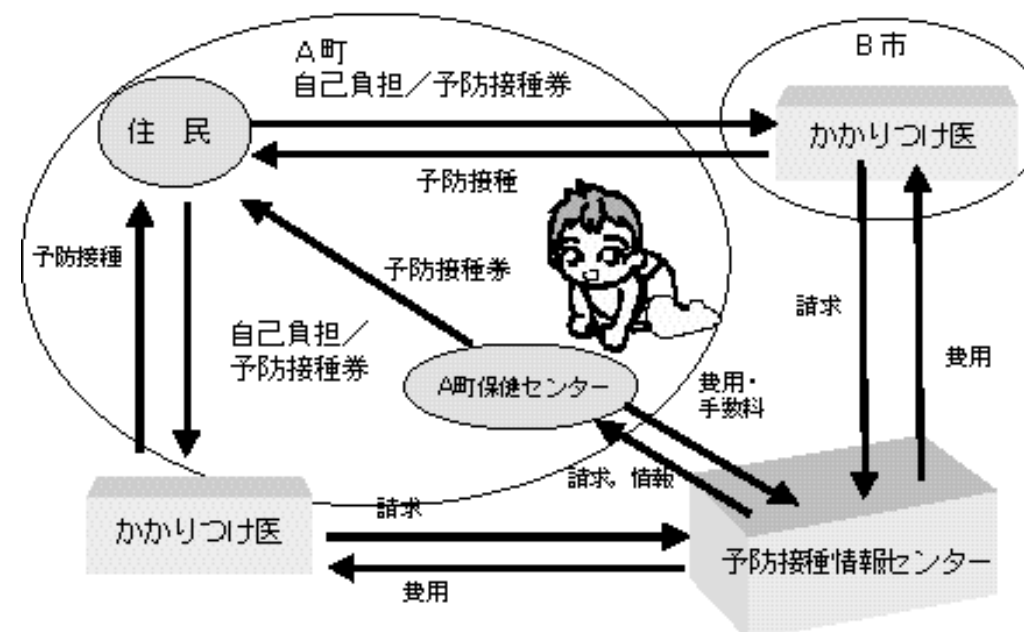 A町
自己負担／予防接種券
B市
住　民
かかりつけ医
予防接種
予防接種
予防接種券
請求
自己負担／
予防接種券
費用
A町保健センター
費用・
手数料
請求，情報
請求
かかりつけ医
予防接種情報センター
費用